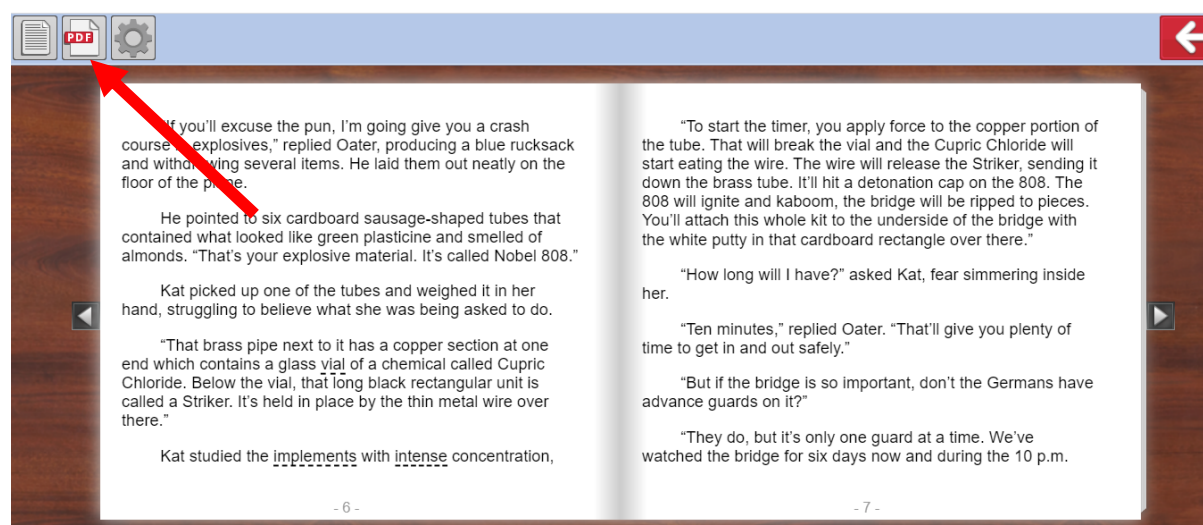 PDF
“If you’ll excuse the pun, I’m going give you a crash
course explosives,” replied Oater, producing a blue rucksack
and withdrawing several items. He laid them out neatly on the
floor of the plane.
He pointed to six cardboard sausage-shaped tubes that
contained what looked like green plasticine and smelled of
almonds. “That’s your explosive material. It’s called Nobel 808.”
Kat picked up one of the tubes and weighed it in her
hand, struggling to believe what she was being asked to do.
“That brass pipe next to it has a copper section at one
end which contains a glass vial of a chemical called Cupric
Chloride. Below the vial, that long black rectangular unit is
called a Striker. It’s held in place by the thin metal wire over
there.”
Kat studied the implements with intense concentration,
- 6 -
“To start the timer, you apply force to the copper portion of
the tube. That will break the vial and the Cupric Chloride will
start eating the wire. The wire will release the Striker, sending it
down the brass tube. It’ll hit a detonation cap on the 808. The
808 will ignite and kaboom, the bridge will be ripped to pieces.
You’ll attach this whole kit to the underside of the bridge with
the white putty in that cardboard rectangle over there.”
“How long will I have?” asked Kat, fear simmering inside
her.
“Ten minutes,” replied Oater. “That’ll give you plenty of
time to get in and out safely.”
“But if the bridge is so important, don’t the Germans have
advance guards on it?”
“They do, but it’s only one guard at a time. We’ve
watched the bridge for six days now and during the 10 p.m.
- 7 -